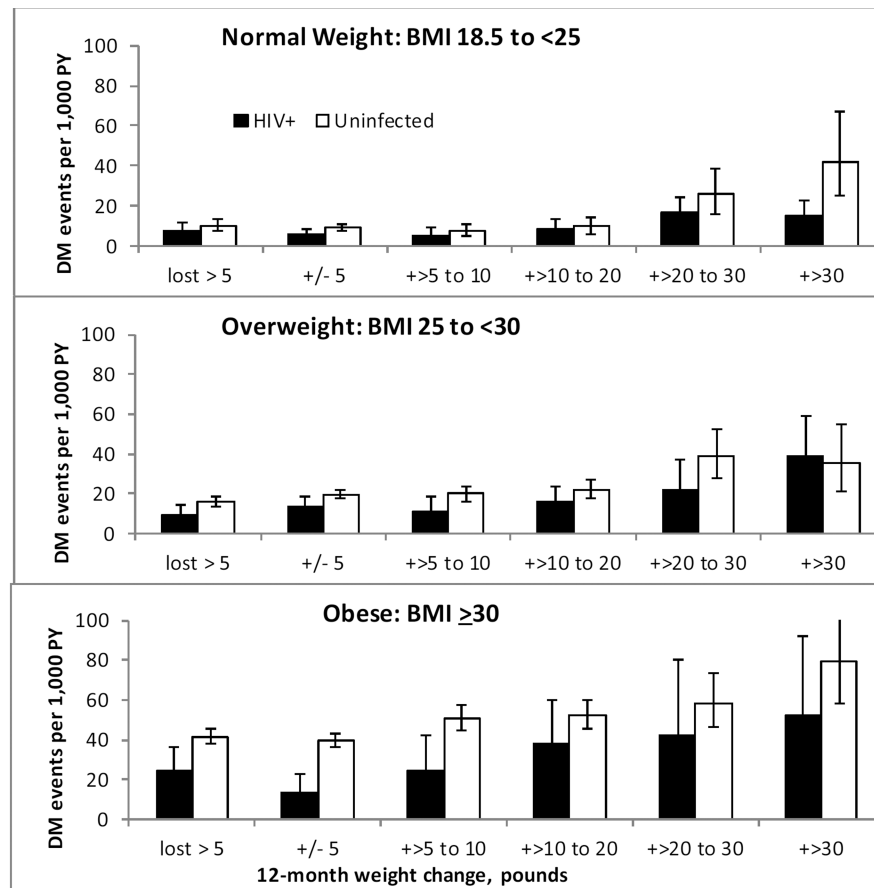 Normal Weight: BMI 18.5 to <25
DM events per 1,000 PY
100
80
60
40
20
0
HIV+ Uninfected
lost > 5 +/- 5 +>5 to 10 +>10 to 20 +>20 to 30 +>30
Overweight: BMI 25 to <30
DM events per 1,000 PY
100
80
60
40
20
0
lost > 5 +/- 5 +>5 to 10 +>10 to 20 +>20 to 30 +>30
Obese: BMI ≥30
DM events per 1,000 PY
100
80
60
40
20
0
lost > 5 +/- 5 +>5 to 10 +>10 to 20 +>20 to 30 +>30
12-month weight change, pounds